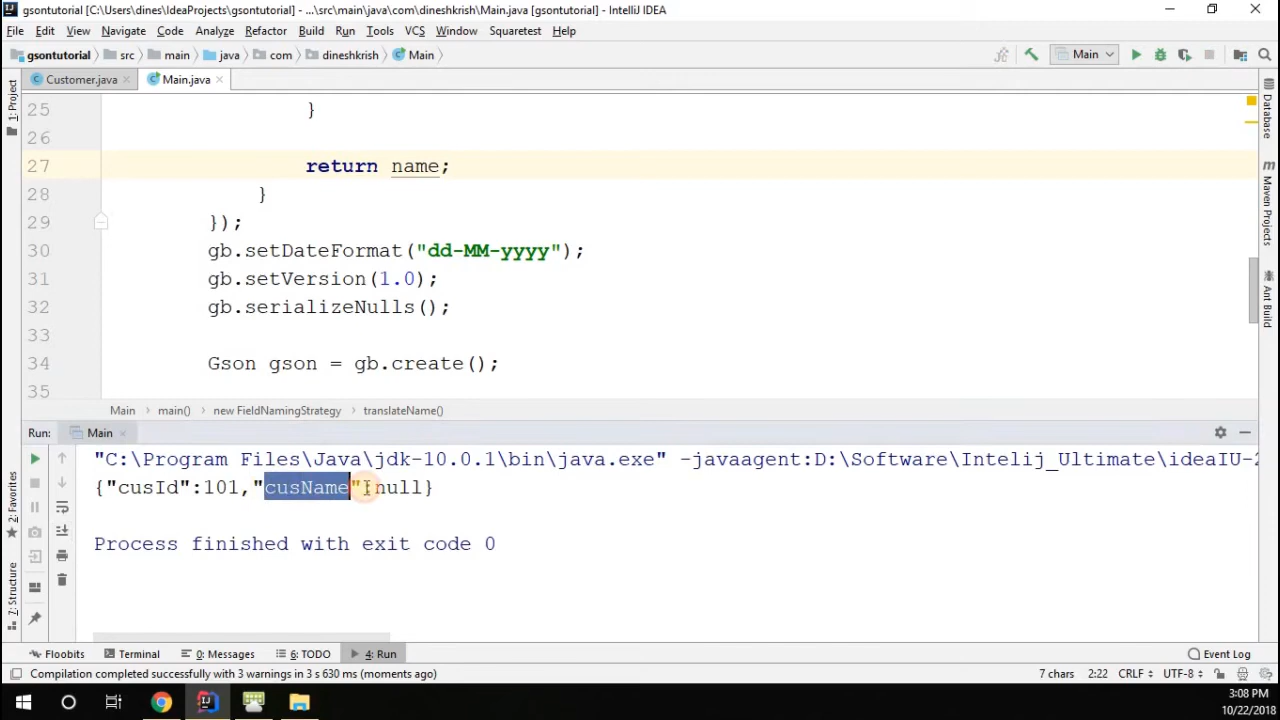 gsontutorial [C:\Users\dines\IdeaProjects\gsontutorial] - ...\src\main\java\com\dineshkrish\Main.java [gsontutorial] - IntelliJ IDEA
File Edit View Navigate Code Analyze Refactor Build Run Tools VCS Window Squaretest Help
gsontutorial src main java com dineshkrish Main
Main
Customer.java Main.java
1: Project
Database
Maven Projects
Ant Build
25 }
26
27 return name;
28 }
29 });
30 gb.setDateFormat("dd-MM-yyyy");
31 gb.setVersion(1.0);
32 gb.serializeNulls();
33
34 Gson gson = gb.create();
35
Main main() new FieldNamingStrategy translateName()
Run: Main
"C:\Program Files\Java\jdk-10.0.1\bin\java.exe" -javaagent:D:\Software\Intelij_Ultimate\ideaIU-2
{"cusId":101,"cusName":null}
Process finished with exit code 0
2: Favorites
7: Structure
Floobits Terminal 0: Messages 6: TODO 4: Run Event Log
Compilation completed successfully with 3 warnings in 3 s 630 ms (moments ago) 7 chars 2:22 CRLF UTF-8
3:08 PM
10/22/2018